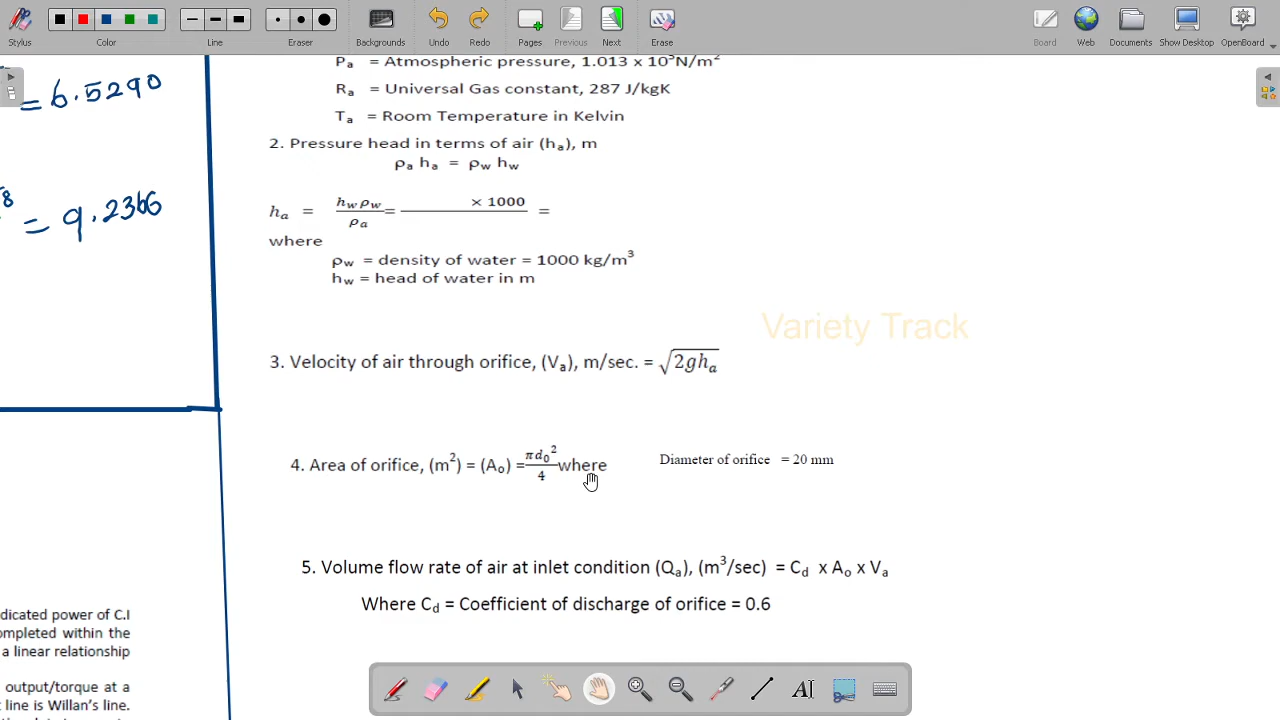 Stylus
Color
Line
Eraser
Backgrounds
Undo
Redo
Pages
Previous
Next
Erase
Board
Web
Documents
Show Desktop
OpenBoard
= 6.5290
8
= 9.2366
Pa = Atmospheric pressure, 1.013 x 10⁵N/m²
Ra = Universal Gas constant, 287 J/kgK
Ta = Room Temperature in Kelvin
2. Pressure head in terms of air (ha), m
ρa ha = ρw hw
ha = hw ρw / ρa = × 1000 / =
where
ρw = density of water = 1000 kg/m³
hw = head of water in m
Variety Track
3. Velocity of air through orifice, (Va), m/sec. = √2gha
4. Area of orifice, (m²) = (Ao) = πd₀² / 4 where
Diameter of orifice = 20 mm
5. Volume flow rate of air at inlet condition (Qa), (m³/sec) = Cd x Ao x Va
Where Cd = Coefficient of discharge of orifice = 0.6
dicated power of C.I
ompleted within the
a linear relationship
output/torque at a
line is Willan's line.